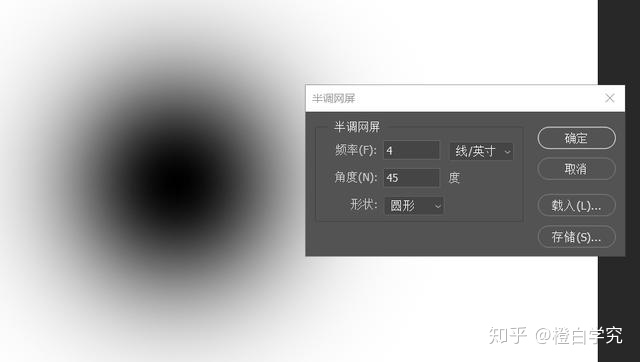 半调网屏
半调网屏
频率(F): 4 线/英寸
角度(N): 45 度
形状: 圆形
确定
取消
载入(L)...
存储(S)...
知乎 @橙白学究